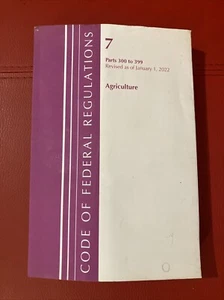 CODE OF FEDERAL REGULATIONS
7
Parts 300 to 399
Revised as of January 1, 2022
Agriculture